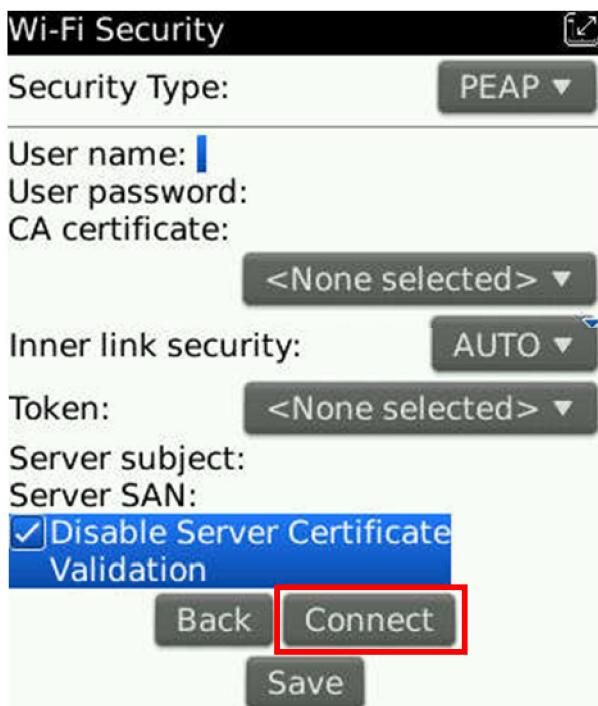 Wi-Fi Security
Security Type: PEAP
User name:
User password:
CA certificate:
<None selected>
Inner link security: AUTO
Token: <None selected>
Server subject:
Server SAN:
Disable Server Certificate
Validation
Back Connect
Save